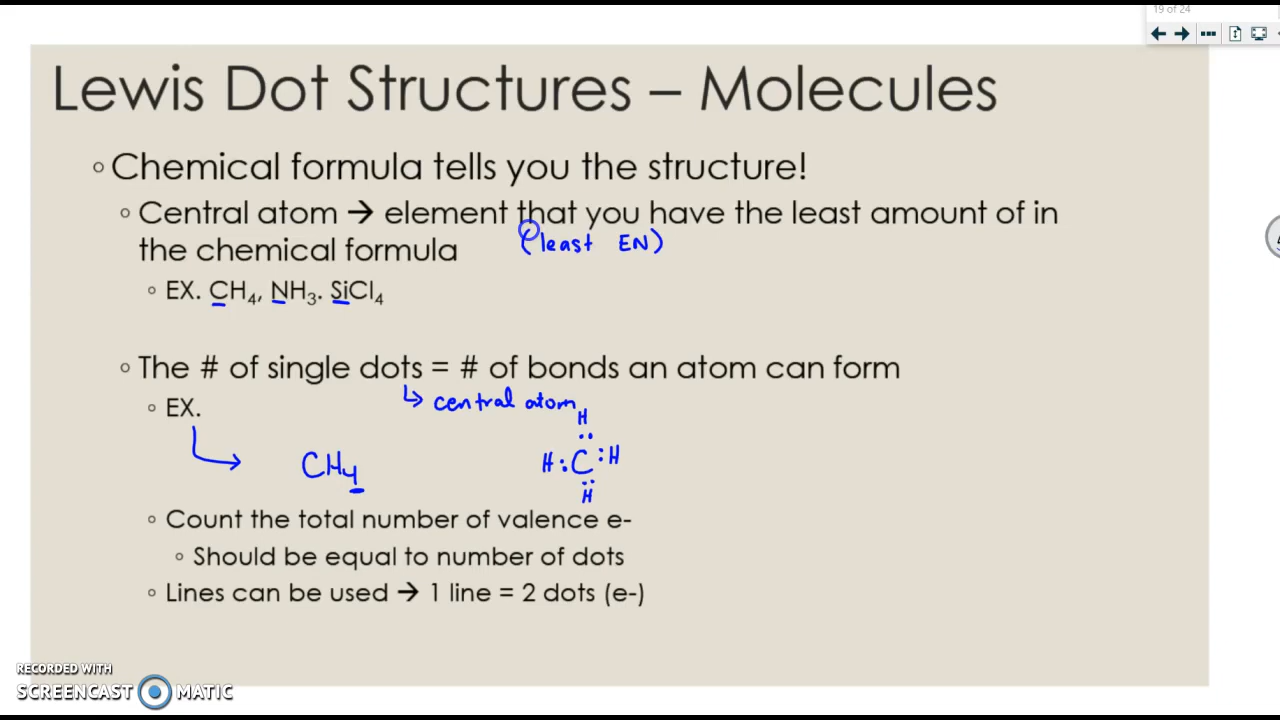 19 of 24
Lewis Dot Structures – Molecules
◦ Chemical formula tells you the structure!
◦ Central atom → element that you have the least amount of in
the chemical formula
(least EN)
◦ EX. CH₄, NH₃. SiCl₄
◦ The # of single dots = # of bonds an atom can form
↳ central atom
◦ EX.
H
CH₄
H : C : H
H
◦ Count the total number of valence e-
◦ Should be equal to number of dots
◦ Lines can be used → 1 line = 2 dots (e-)
RECORDED WITH
SCREENCAST MATIC